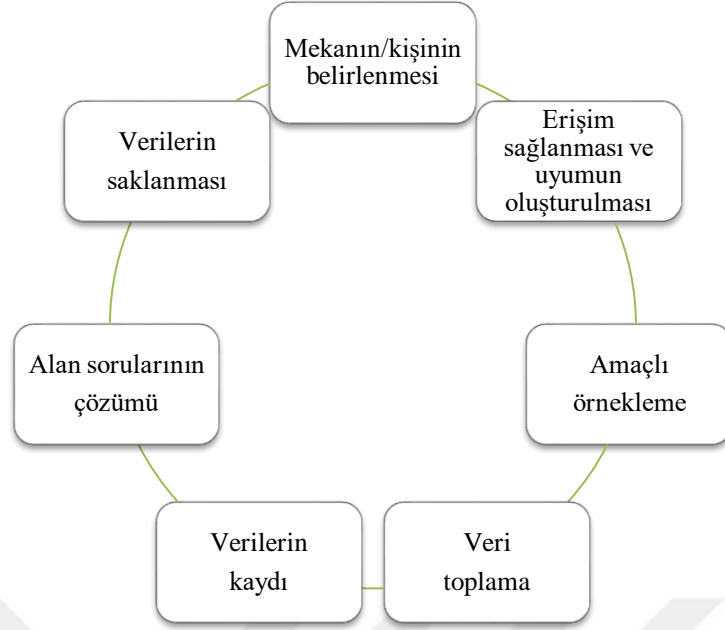 Mekanın/kişinin
belirlenmesi
Erişim
sağlanması ve
uyumun
oluşturulması
Amaçlı
örnekleme
Veri
toplama
Verilerin
kaydı
Alan sorularının
çözümü
Verilerin
saklanması